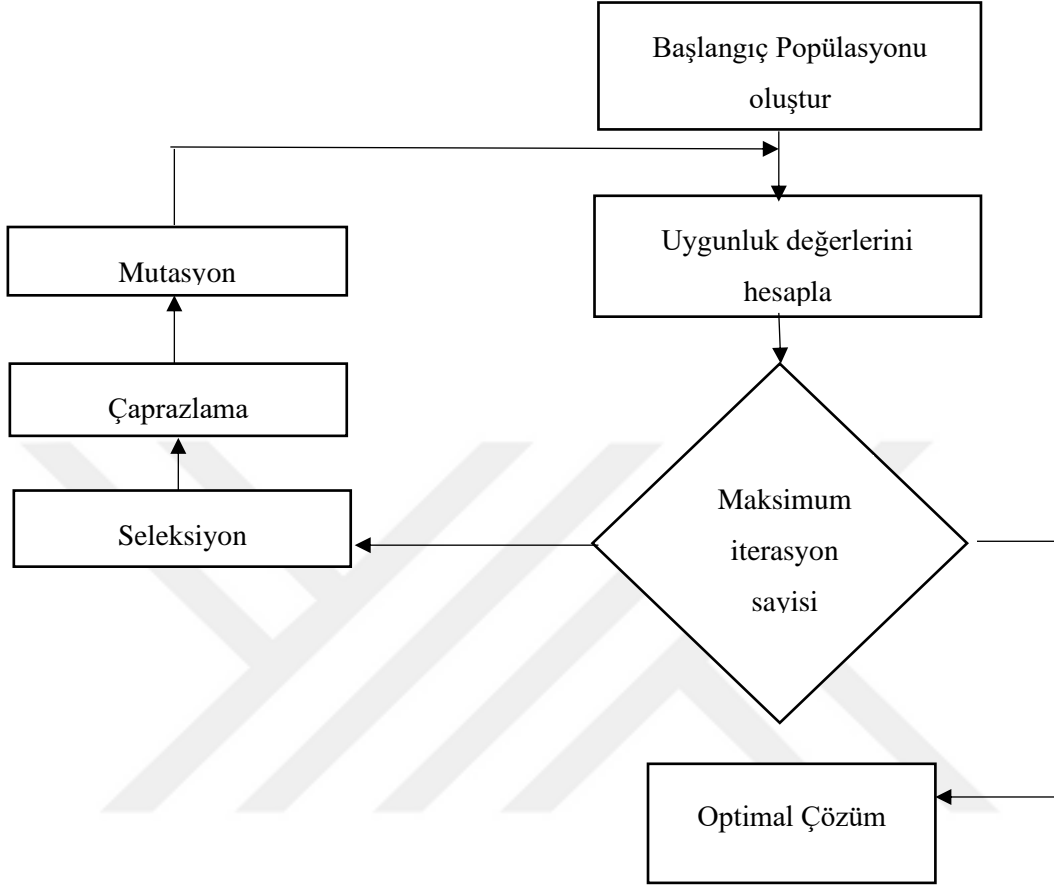 Başlangıç Popülasyonu
oluştur
Uygunluk değerlerini
hesapla
Mutasyon
Çaprazlama
Seleksiyon
Maksimum
iterasyon
sayisi
Optimal Çözüm